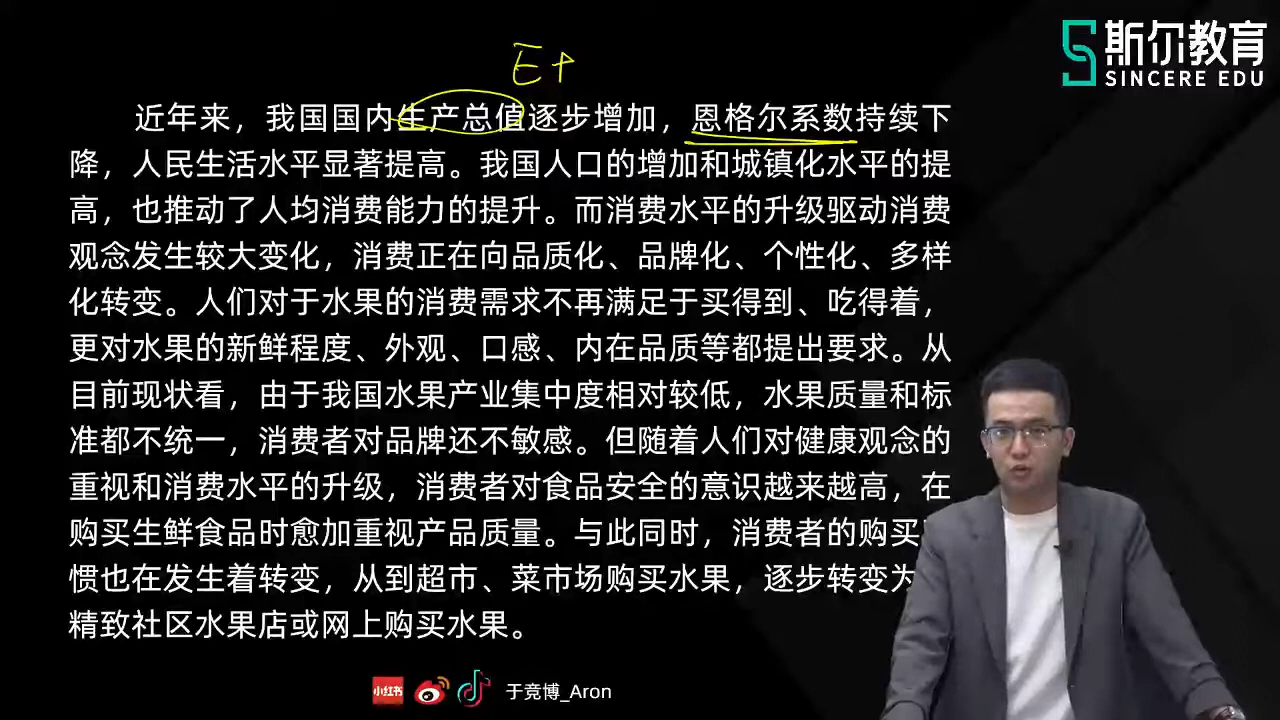 斯尔教育
SINCERE EDU
E+
近年来，我国国内生产总值逐步增加，恩格尔系数持续下
降，人民生活水平显著提高。我国人口的增加和城镇化水平的提
高，也推动了人均消费能力的提升。而消费水平的升级驱动消费
观念发生较大变化，消费正在向品质化、品牌化、个性化、多样
化转变。人们对于水果的消费需求不再满足于买得到、吃得着，
更对水果的新鲜程度、外观、口感、内在品质等都提出要求。从
目前现状看，由于我国水果产业集中度相对较低，水果质量和标
准都不统一，消费者对品牌还不敏感。但随着人们对健康观念的
重视和消费水平的升级，消费者对食品安全的意识越来越高，在
购买生鲜食品时愈加重视产品质量。与此同时，消费者的购买
惯也在发生着转变，从到超市、菜市场购买水果，逐步转变为
精致社区水果店或网上购买水果。
小红书
于竞博_Aron